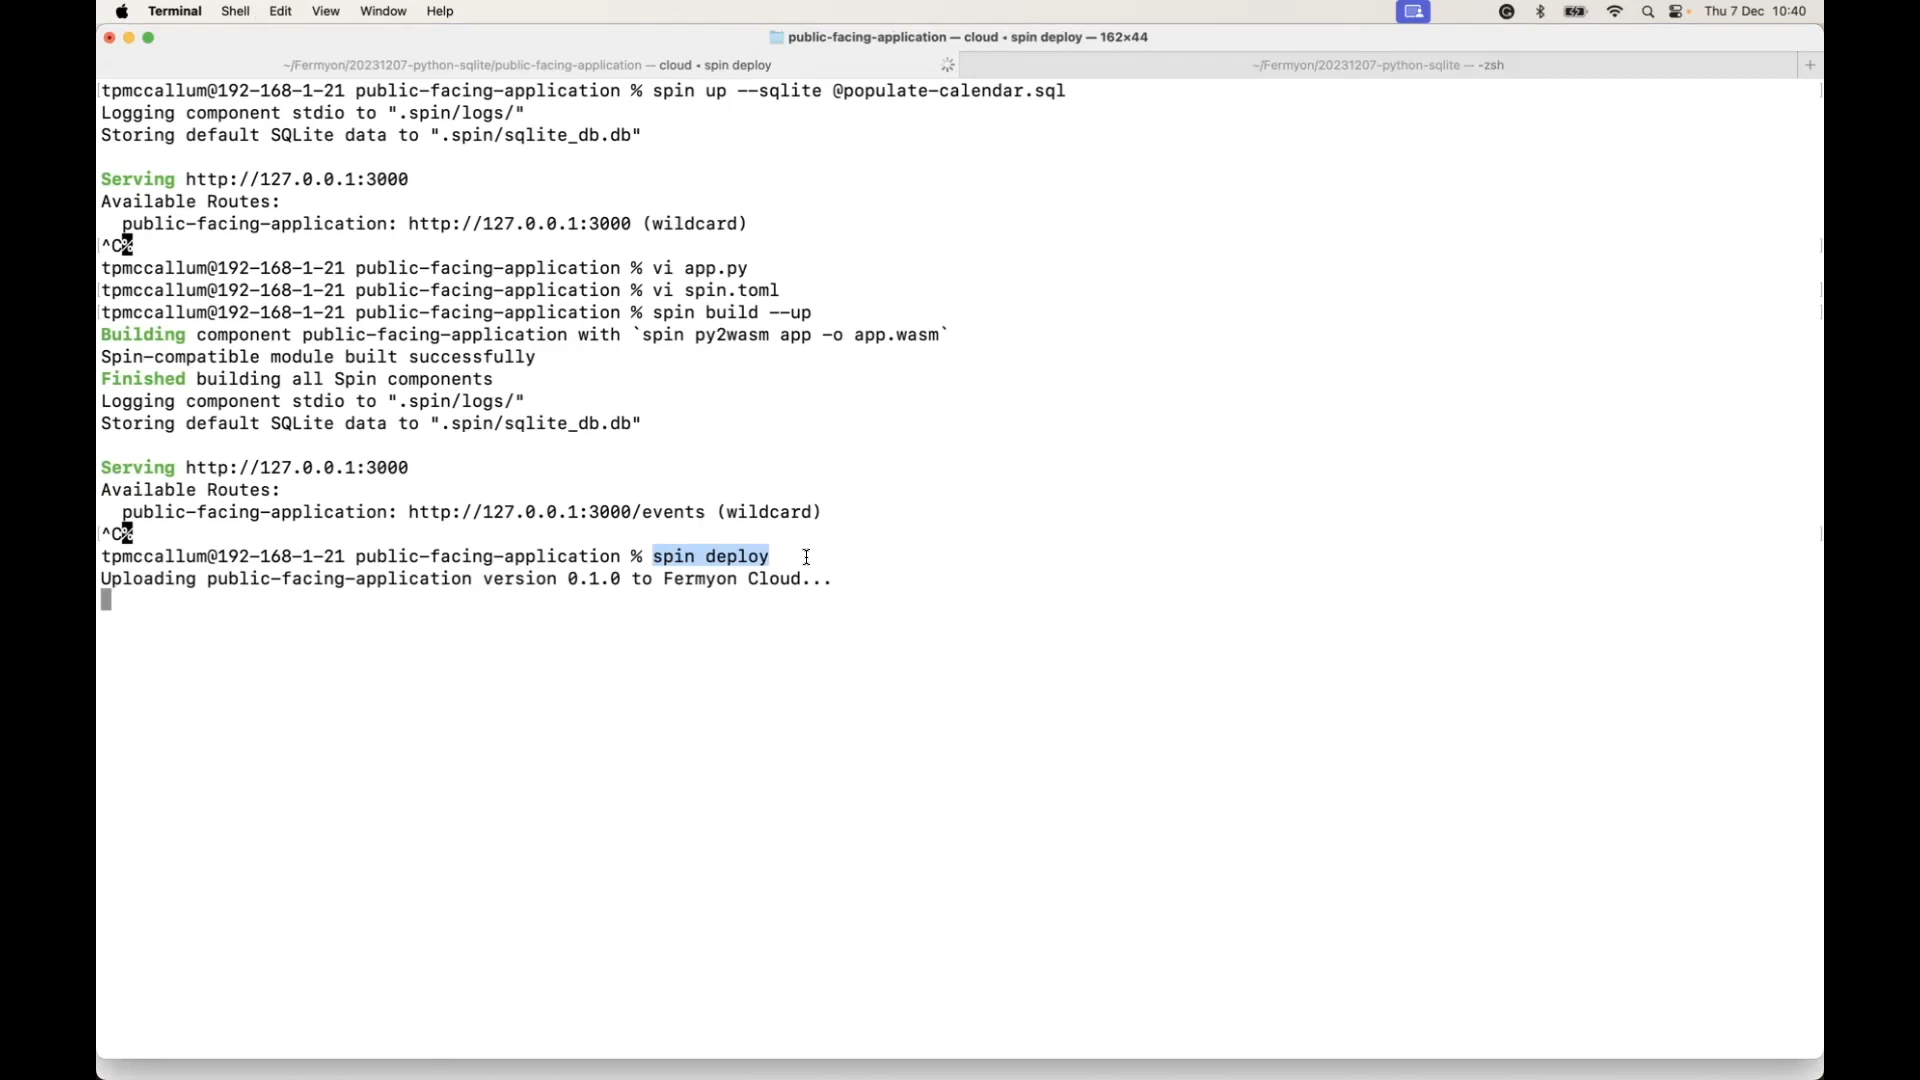 Terminal Shell Edit View Window Help Thu 7 Dec 10:40
public-facing-application — cloud • spin deploy — 162×44
~/Fermyon/20231207-python-sqlite/public-facing-application — cloud • spin deploy ~/Fermyon/20231207-python-sqlite — -zsh +
[tpmccallum@192-168-1-21 public-facing-application % spin up --sqlite @populate-calendar.sql ]
Logging component stdio to ".spin/logs/"
Storing default SQLite data to ".spin/sqlite_db.db"
Serving http://127.0.0.1:3000
Available Routes:
public-facing-application: http://127.0.0.1:3000 (wildcard)
[^C% ]
tpmccallum@192-168-1-21 public-facing-application % vi app.py
[tpmccallum@192-168-1-21 public-facing-application % vi spin.toml ]
[tpmccallum@192-168-1-21 public-facing-application % spin build --up ]
Building component public-facing-application with `spin py2wasm app -o app.wasm`
Spin-compatible module built successfully
Finished building all Spin components
Logging component stdio to ".spin/logs/"
Storing default SQLite data to ".spin/sqlite_db.db"
Serving http://127.0.0.1:3000
Available Routes:
public-facing-application: http://127.0.0.1:3000/events (wildcard)
[^C% ]
tpmccallum@192-168-1-21 public-facing-application % spin deploy
Uploading public-facing-application version 0.1.0 to Fermyon Cloud...